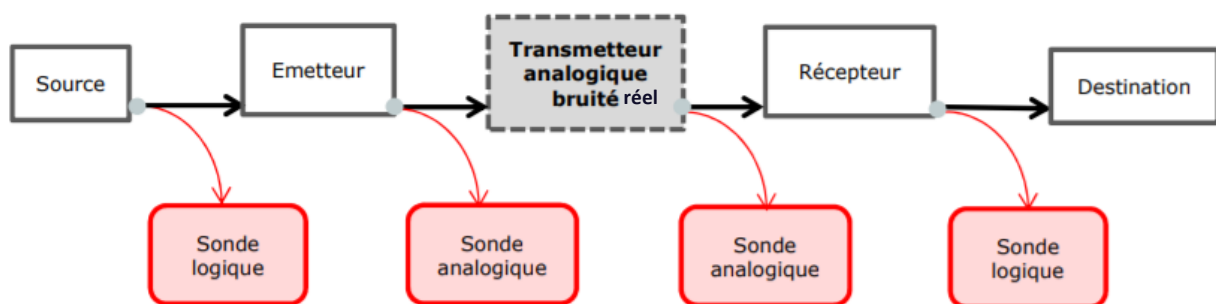 Source
Emetteur
Transmetteur
analogique
bruité réel
Récepteur
Destination
Sonde
logique
Sonde
analogique
Sonde
analogique
Sonde
logique